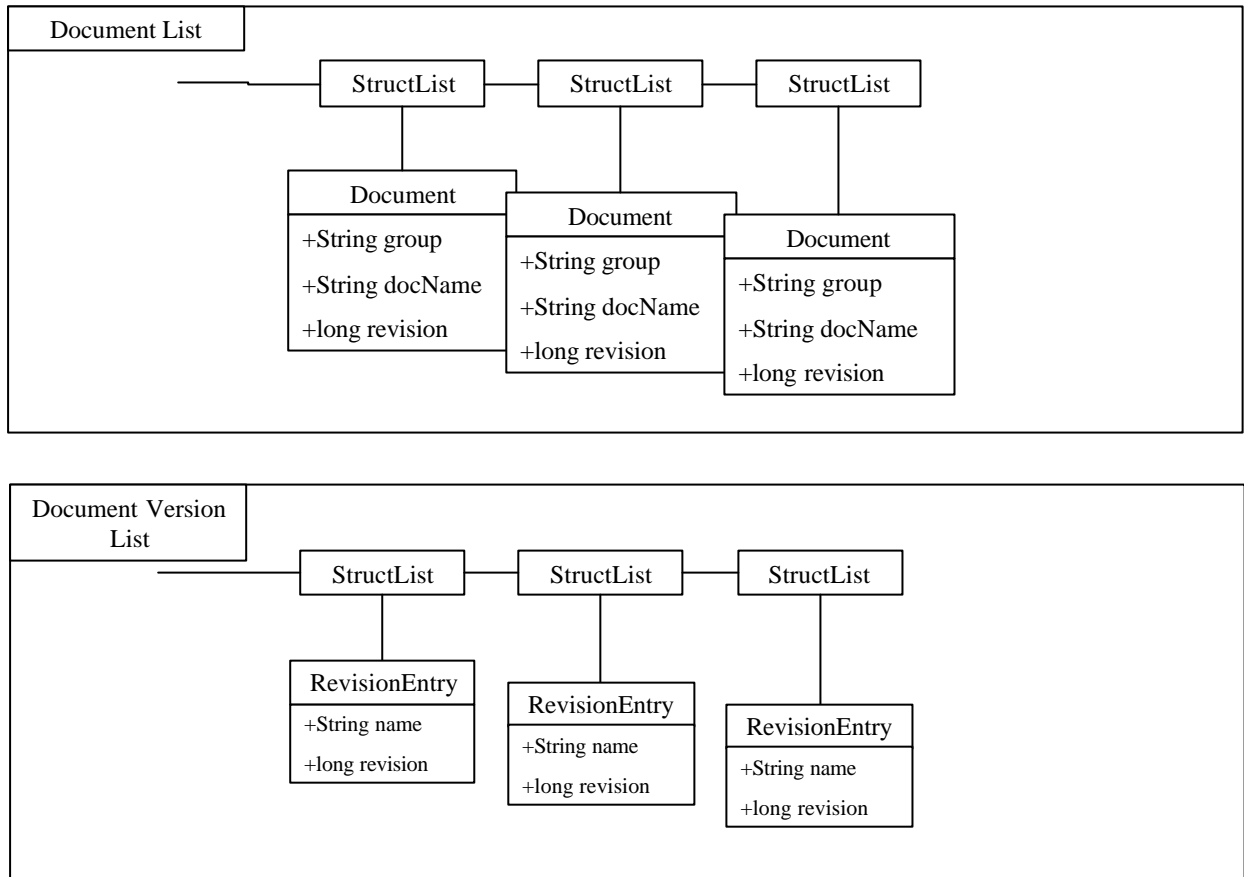 Document List
StructList
StructList
StructList
Document
+String group
+String docName
+long revision
Document
+String group
+String docName
+long revision
Document
+String group
+String docName
+long revision
Document Version
List
StructList
StructList
StructList
RevisionEntry
+String name
+long revision
RevisionEntry
+String name
+long revision
RevisionEntry
+String name
+long revision